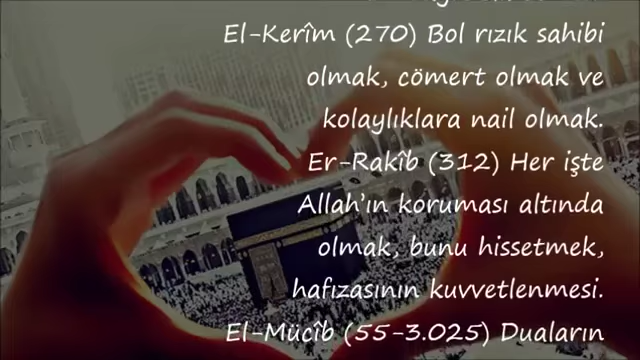 El-Kerîm (270) Bol rızık sahibi
olmak, cömert olmak ve
kolaylıklara nail olmak.
Er-Rakîb (312) Her işte
Allah'ın koruması altında
olmak, bunu hissetmek,
hafızasının kuvvetlenmesi.
El-Mücîb (55-3.025) Duaların